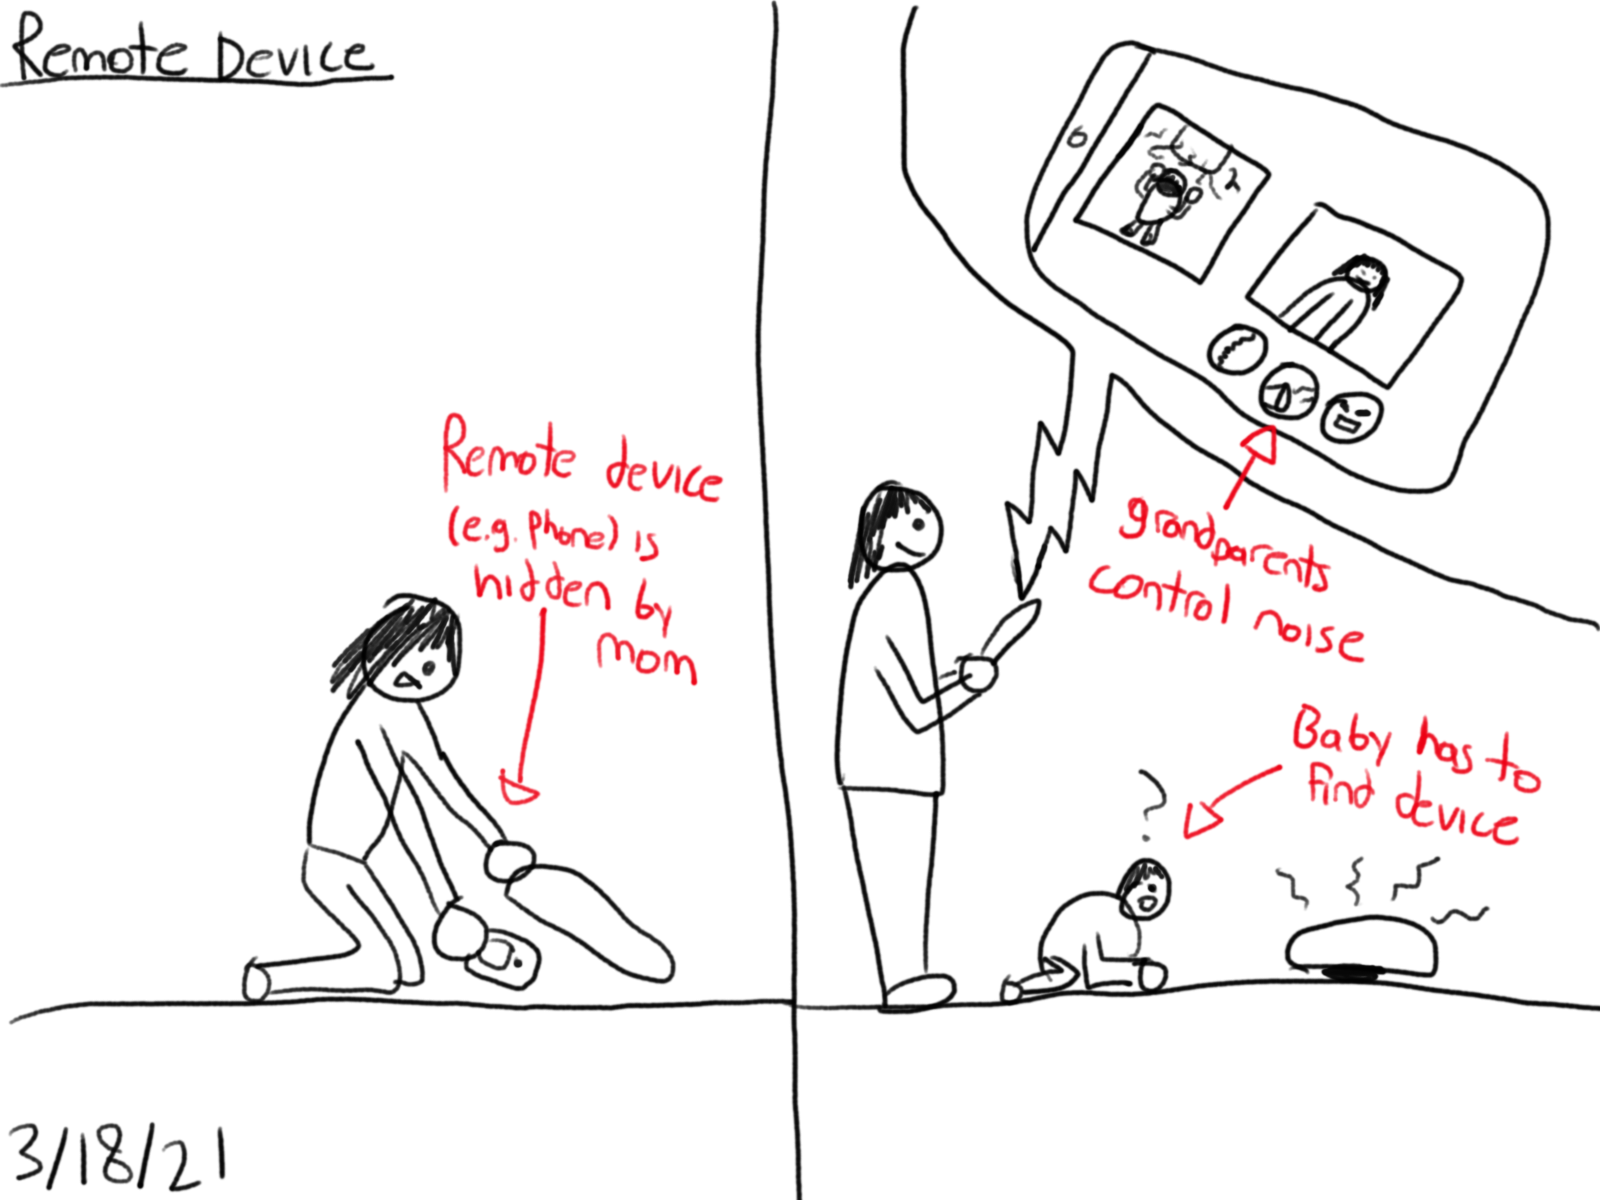 Remote Device
Remote device
(e.g. phone) is
hidden by
mom
grandparents
control noise
?
Baby has to
find device
3/18/21